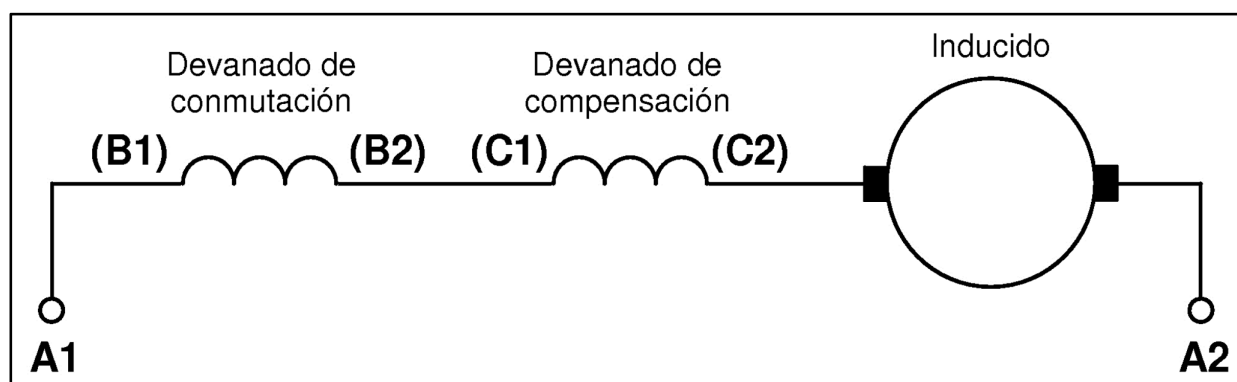 Devanado de
conmutación
Devanado de
compensación
Inducido
(B1)
(B2)
(C1)
(C2)
A1
A2